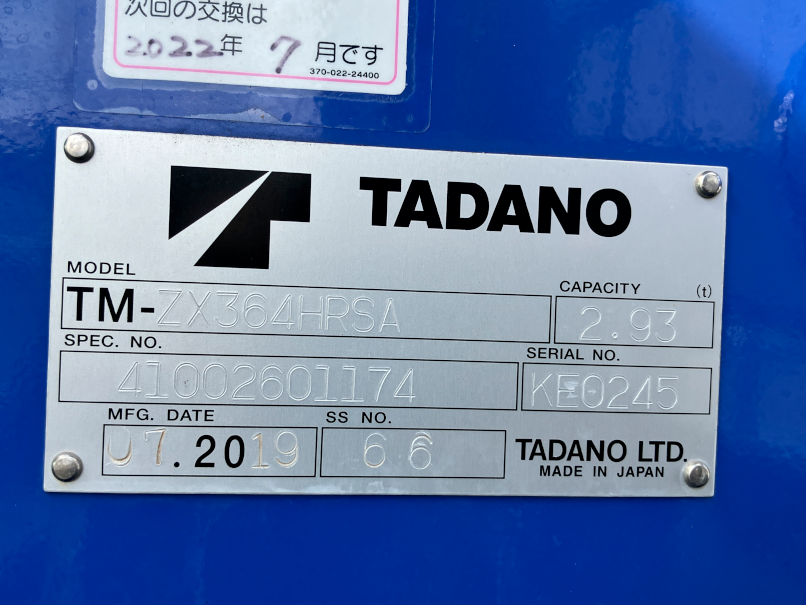 次回の交換は
2022年 7月です
370-022-24400
TADANO
MODEL
TM-ZX364HRSA
CAPACITY (t)
2.93
SPEC. NO.
41002601174
SERIAL NO.
KE0245
MFG. DATE
07.2019
SS NO.
66
TADANO LTD.
MADE IN JAPAN